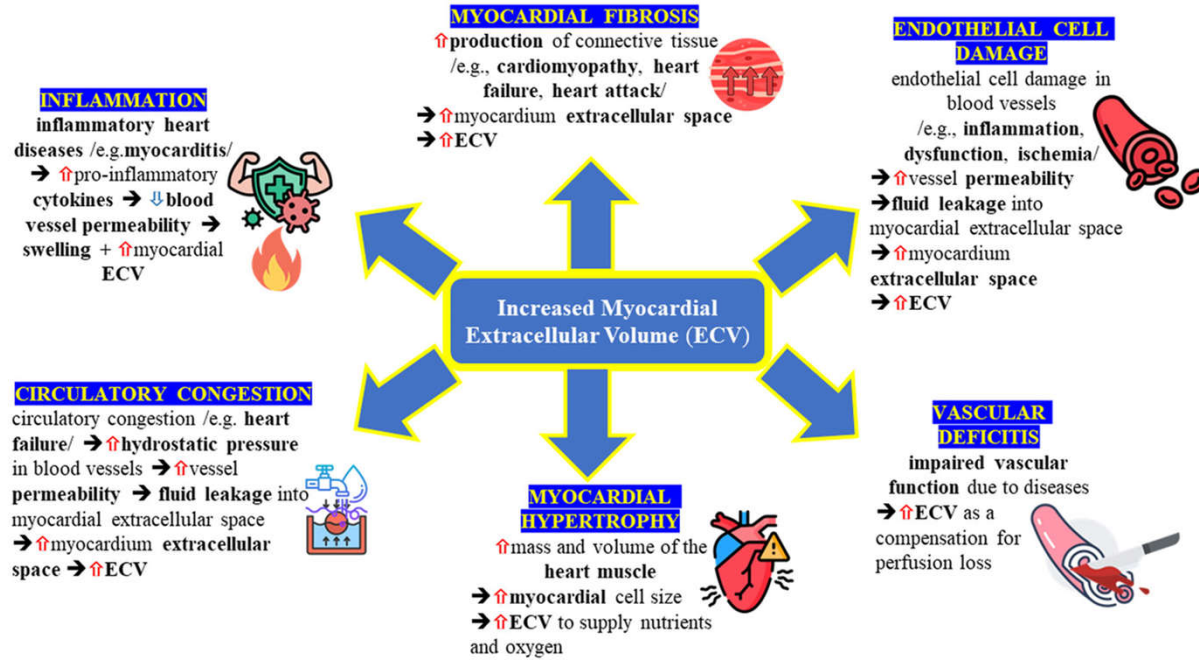 MYOCARDIAL FIBROSIS
⇧production of connective tissue
/e.g., cardiomyopathy, heart
failure, heart attack/
➔ ⇧myocardium extracellular space
➔ ⇧ECV
ENDOTHELIAL CELL
DAMAGE
endothelial cell damage in
blood vessels
/e.g., inflammation,
dysfunction, ischemia/
➔ ⇧vessel permeability
➔fluid leakage into
myocardial extracellular space
➔ ⇧myocardium
extracellular space
➔ ⇧ECV
INFLAMMATION
inflammatory heart
diseases /e.g.myocarditis/
➔ ⇧pro-inflammatory
cytokines ➔ ⇩blood
vessel permeability ➔
swelling + ⇧myocardial
ECV
Increased Myocardial
Extracellular Volume (ECV)
CIRCULATORY CONGESTION
circulatory congestion /e.g. heart
failure/ ➔ ⇧hydrostatic pressure
in blood vessels ➔ ⇧vessel
permeability ➔ fluid leakage into
myocardial extracellular space
➔ ⇧myocardium extracellular
space ➔ ⇧ECV
MYOCARDIAL
HYPERTROPHY
⇧mass and volume of the
heart muscle
➔ ⇧myocardial cell size
➔ ⇧ECV to supply nutrients
and oxygen
VASCULAR
DEFICITIS
impaired vascular
function due to diseases
➔ ⇧ECV as a
compensation for
perfusion loss